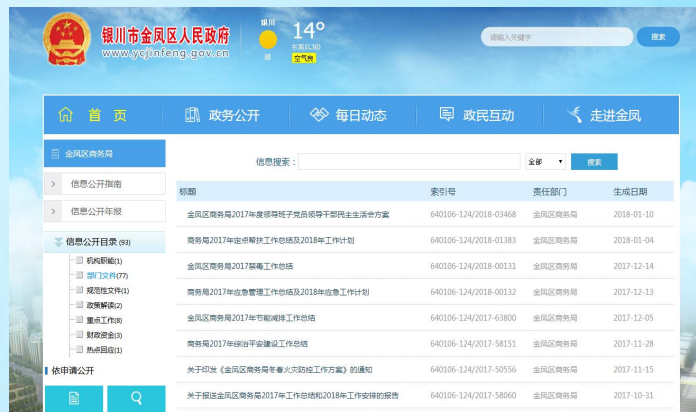 银川市金凤区人民政府
www.ycjinfeng.gov.cn
银川
晴
14°
东南风3级
空气良
请输入关键字
搜索
首 页
政务公开
每日动态
政民互动
走进金凤
金凤区商务局
信息公开指南
信息公开年报
信息公开目录 (93)
机构职能(1)
部门文件(77)
规范性文件(1)
政策解读(2)
重点工作(8)
财政资金(3)
热点回应(1)
依申请公开
信息搜索：
全部
搜索
标题 索引号 责任部门 生成日期
金凤区商务局2017年度领导班子党员领导干部民主生活会方案 640106-124/2018-03468 金凤区商务局 2018-01-10
商务局2017年定点帮扶工作总结及2018年工作计划 640106-124/2018-01383 金凤区商务局 2018-01-04
金凤区商务局2017禁毒工作总结 640106-124/2018-00131 金凤区商务局 2017-12-14
商务局2017年应急管理工作总结及2018年应急工作计划 640106-124/2018-00132 金凤区商务局 2017-12-13
金凤区商务局2017年节能减排工作总结 640106-124/2017-63800 金凤区商务局 2017-12-05
商务局2017年综治平安建设工作总结 640106-124/2017-58151 金凤区商务局 2017-11-28
关于印发《金凤区商务局冬春火灾防控工作方案》的通知 640106-124/2017-50556 金凤区商务局 2017-11-15
关于报送金凤区商务局2017年工作总结和2018年工作安排的报告 640106-124/2017-58060 金凤区商务局 2017-10-31